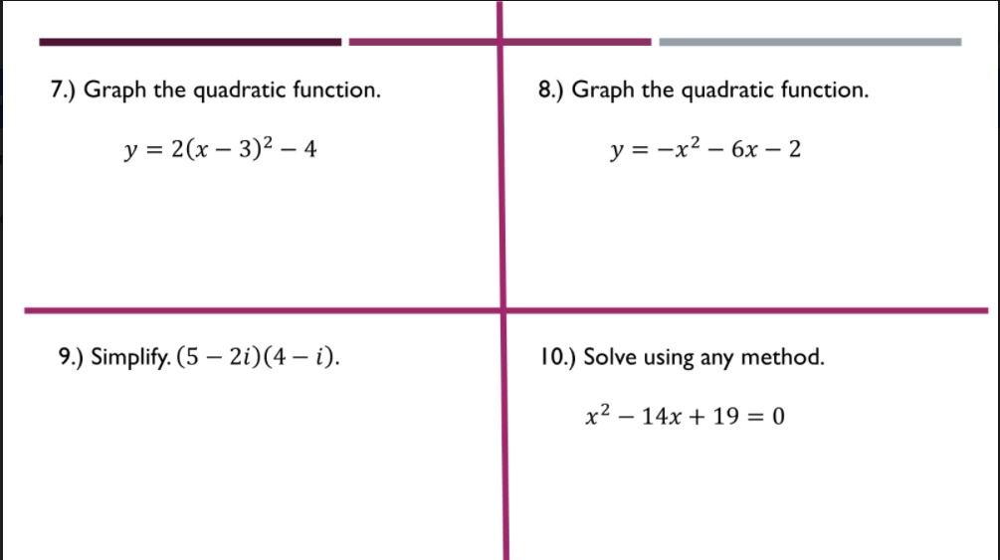 7.) Graph the quadratic function.
y = 2(x − 3)² − 4
8.) Graph the quadratic function.
y = −x² − 6x − 2
9.) Simplify. (5 − 2i)(4 − i).
10.) Solve using any method.
x² − 14x + 19 = 0